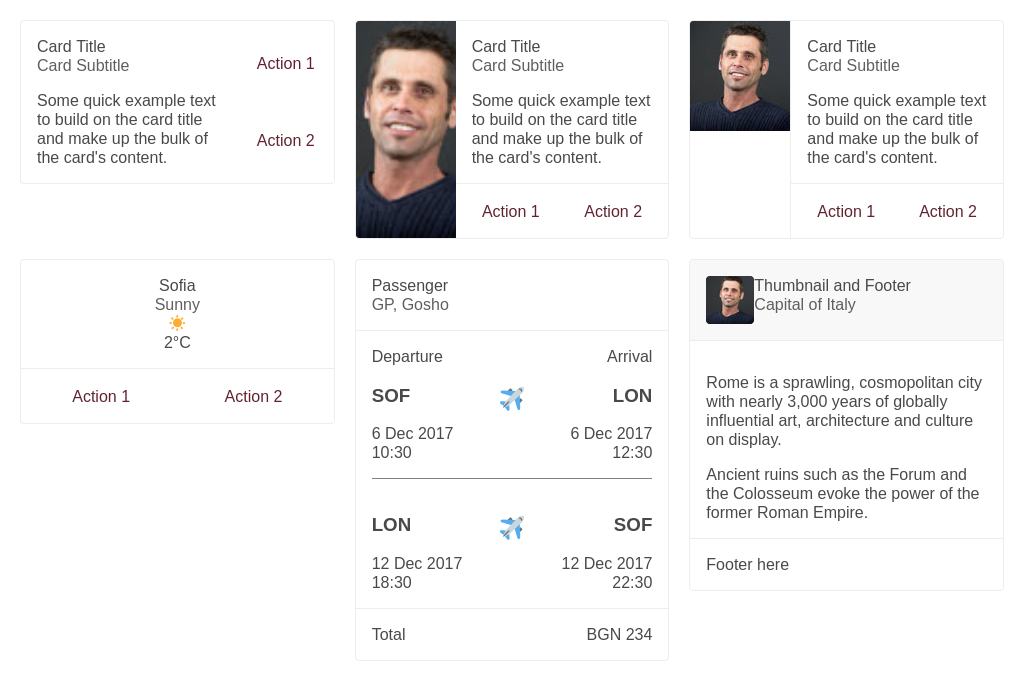 Card Title
Card Subtitle
Some quick example text
to build on the card title
and make up the bulk of
the card's content.
Action 1
Action 2
Card Title
Card Subtitle
Some quick example text
to build on the card title
and make up the bulk of
the card's content.
Action 1
Action 2
Card Title
Card Subtitle
Some quick example text
to build on the card title
and make up the bulk of
the card's content.
Action 1
Action 2
Sofia
Sunny
2°C
Action 1
Action 2
Passenger
GP, Gosho
Departure
Arrival
SOF
LON
6 Dec 2017
10:30
6 Dec 2017
12:30
LON
SOF
12 Dec 2017
18:30
12 Dec 2017
22:30
Total
BGN 234
Thumbnail and Footer
Capital of Italy
Rome is a sprawling, cosmopolitan city
with nearly 3,000 years of globally
influential art, architecture and culture
on display.
Ancient ruins such as the Forum and
the Colosseum evoke the power of the
former Roman Empire.
Footer here